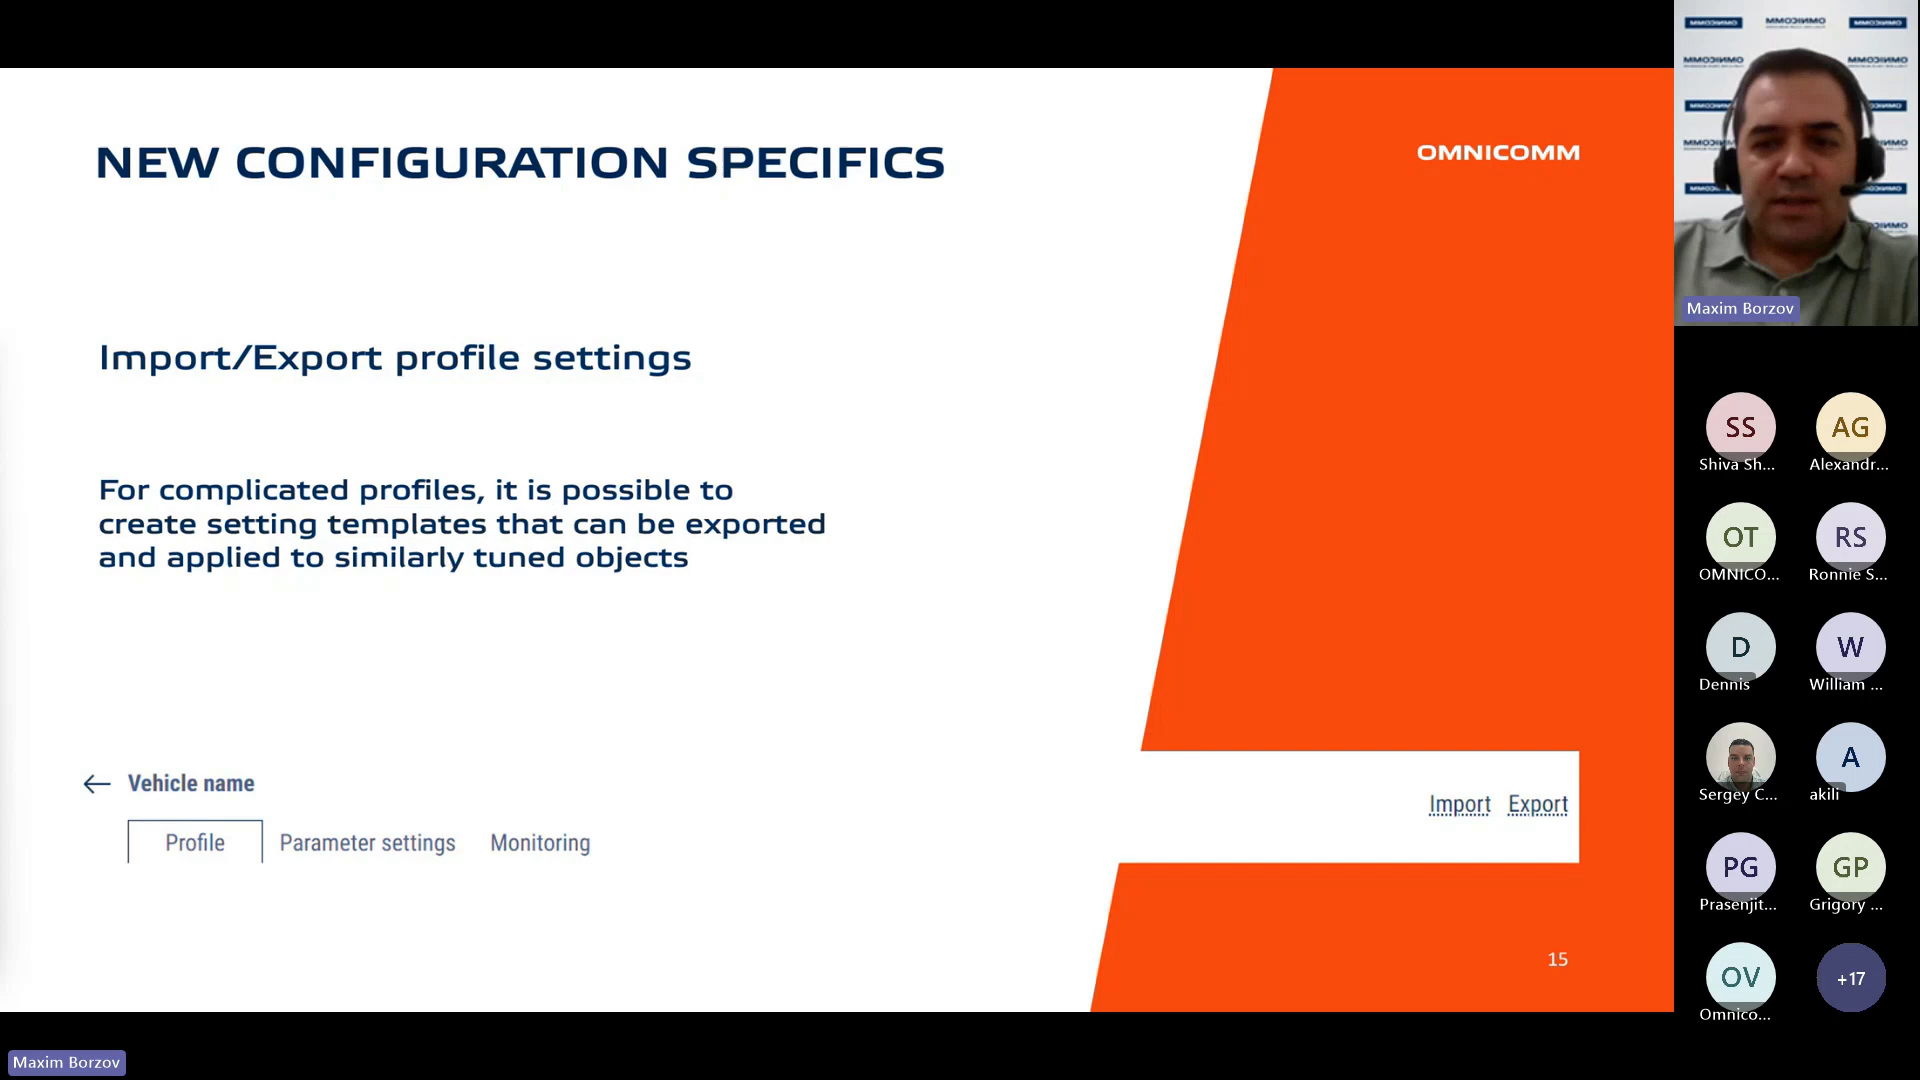 NEW CONFIGURATION SPECIFICS
OMNICOMM
Import/Export profile settings
For complicated profiles, it is possible to
create setting templates that can be exported
and applied to similarly tuned objects
Vehicle name
Import Export
Profile Parameter settings Monitoring
15
Maxim Borzov
SS AG
Shiva Sh... Alexandr...
OT RS
OMNICO... Ronnie S...
D W
Dennis William ...
A
Sergey C... akili
PG GP
Prasenjit... Grigory ...
OV +17
Omnico...
Maxim Borzov